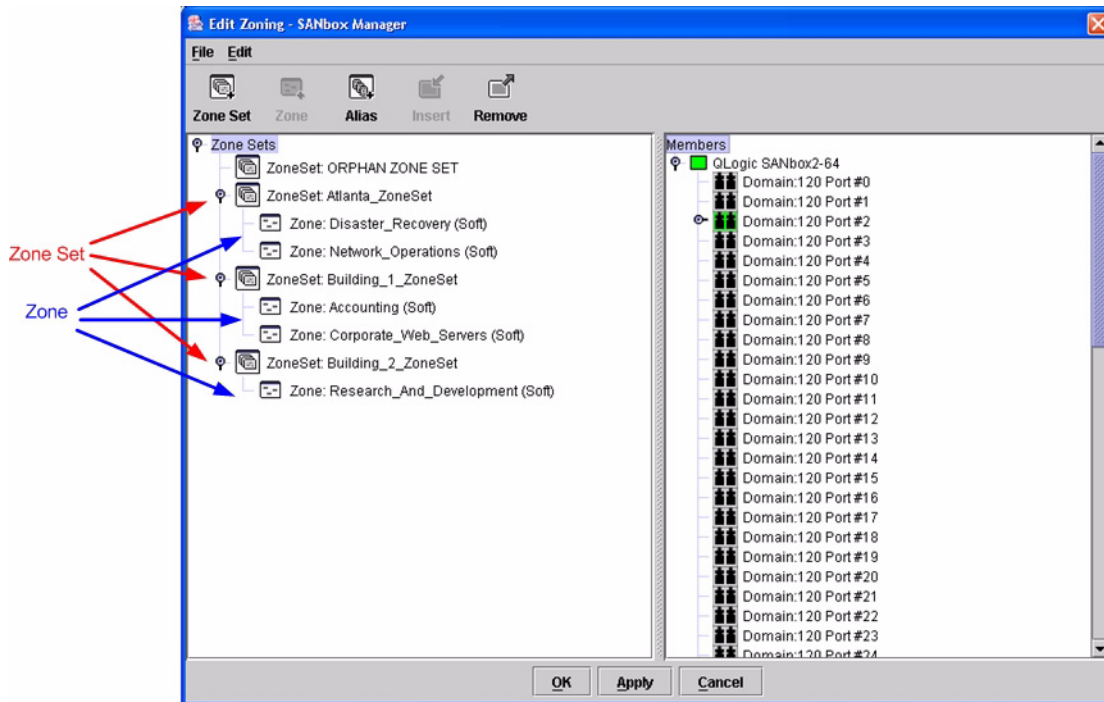 Edit Zoning - SANbox Manager
File Edit
Zone Set Zone Alias Insert Remove
Zone Sets
ZoneSet: ORPHAN ZONE SET
ZoneSet: Atlanta_ZoneSet
Zone: Disaster_Recovery (Soft)
Zone: Network_Operations (Soft)
ZoneSet: Building_1_ZoneSet
Zone: Accounting (Soft)
Zone: Corporate_Web_Servers (Soft)
ZoneSet: Building_2_ZoneSet
Zone: Research_And_Development (Soft)
Zone Set
Zone
Members
QLogic SANbox2-64
Domain:120 Port #0
Domain:120 Port #1
Domain:120 Port #2
Domain:120 Port #3
Domain:120 Port #4
Domain:120 Port #5
Domain:120 Port #6
Domain:120 Port #7
Domain:120 Port #8
Domain:120 Port #9
Domain:120 Port #10
Domain:120 Port #11
Domain:120 Port #12
Domain:120 Port #13
Domain:120 Port #14
Domain:120 Port #15
Domain:120 Port #16
Domain:120 Port #17
Domain:120 Port #18
Domain:120 Port #19
Domain:120 Port #20
Domain:120 Port #21
Domain:120 Port #22
Domain:120 Port #23
Domain:120 Port #24
OK Apply Cancel